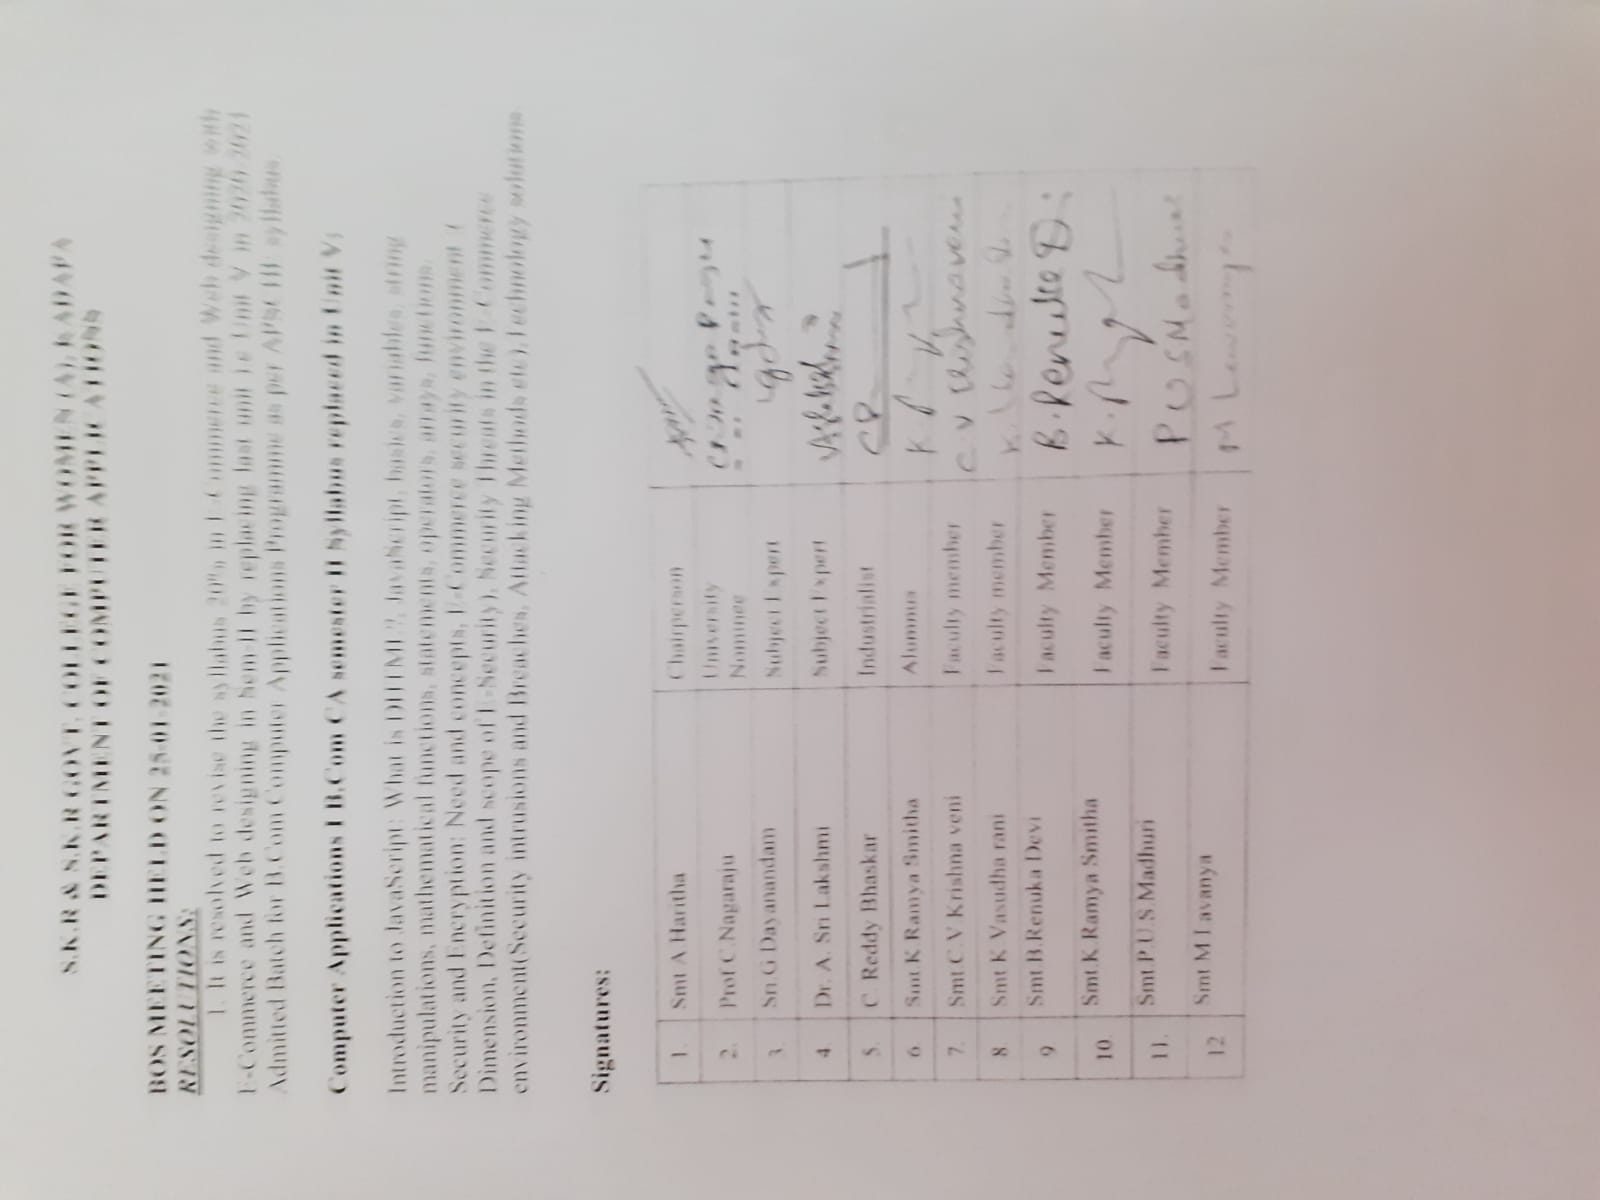 S.K.R & S.K.R GOVT. COLLEGE FOR WOMEN (A), KADAPA
DEPARTMENT OF COMPUTER APPLICATIONS
BOS MEETING HELD ON 25-01-2021
RESOLUTIONS:
1. It is resolved to revise the syllabus 20% in E-Commerce and Web designing with
E-Commerce and Web designing in Sem-II by replacing last unit i.e Unit V in 2020-2021
Admitted Batch for B.Com Computer Applications Programme as per APSCHE syllabus.
Computer Applications I B.Com CA semester II Syllabus replaced in Unit V:
Introduction to JavaScript: What is DHTML?, JavaScript, basics, variables, string
manipulations, mathematical functions, statements, operators, arrays, functions.
Security and Encryption: Need and concepts, E-Commerce security environment (
Dimension, Definition and scope of E-Security), Security Threats in the E-Commerce
environment(Security intrusions and Breaches, Attacking Methods etc), Technology solutions.
Signatures:
1. Smt A Haritha Chairperson
2. Prof C.Nagaraju University Nominee
3. Sri.G.Dayanandam Subject Expert
4. Dr. A. Sri Lakshmi Subject Expert
5. C Reddy Bhaskar Industrialist
6 Smt.K.Ramya Smitha Alumnus
7. Smt C.V Krishna veni Faculty member C V Krishnaveni
8. Smt K Vasudha rani Faculty member
9 Smt B.Renuka Devi Faculty Member B.Renuka D.
10. Smt.K.Ramya Smitha Faculty Member
11. Smt.P.U.S.Madhuri Faculty Member P U S Madhuri
12 Smt M Lavanya Faculty Member M Lavanya